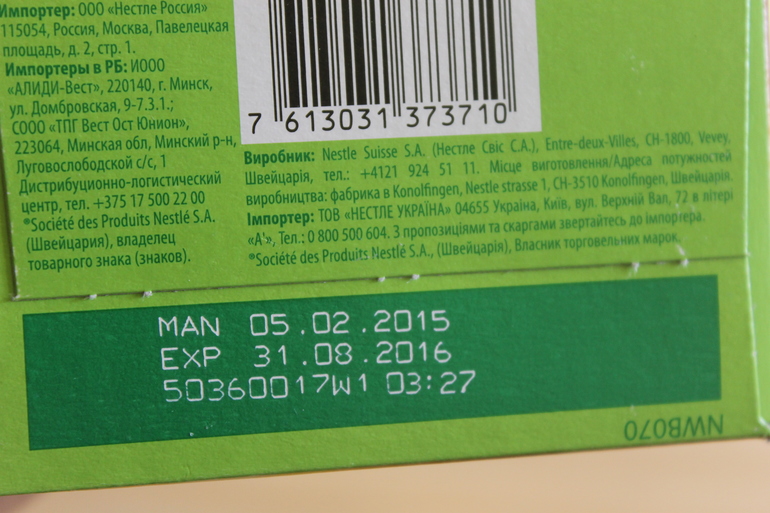 Импортер: ООО «Нестле Россия»
115054, Россия, Москва, Павелецкая
площадь, д. 2, стр. 1.
Импортеры в РБ: ИООО
«АЛИДИ-Вест», 220140, г. Минск,
ул. Домбровская, 9-7.3.1.;
СООО «ТПГ Вест Ост Юнион»,
223064, Минская обл, Минский р-н,
Луговослободской с/с, 1
Дистрибуционно-логистический
центр, тел. +375 17 500 22 00
®Société des Produits Nestlé S.A.
(Швейцария), владелец
товарного знака (знаков).
7 613031 373710
Виробник: Nestle Suisse S.A. (Нестле Свіс С.А.), Entre-deux-Villes, CH-1800, Vevey,
Швейцарія, тел.: +4121 924 51 11. Місце виготовлення/Адреса потужностей
виробництва: фабрика в Konolfingen, Nestle strasse 1, CH-3510 Konolfingen, Швейцарія.
Імпортер: ТОВ «НЕСТЛЕ УКРАЇНА» 04655 Україна, Київ, вул. Верхній Вал, 72 в літері
«А'», Тел.: 0 800 500 604. З пропозиціями та скаргами звертайтесь до імпортера.
®Société des Produits Nestlé S.A., (Швейцарія), Власник торговельних марок.
MAN 05.02.2015
EXP 31.08.2016
50360017W1 03:27
NWB070